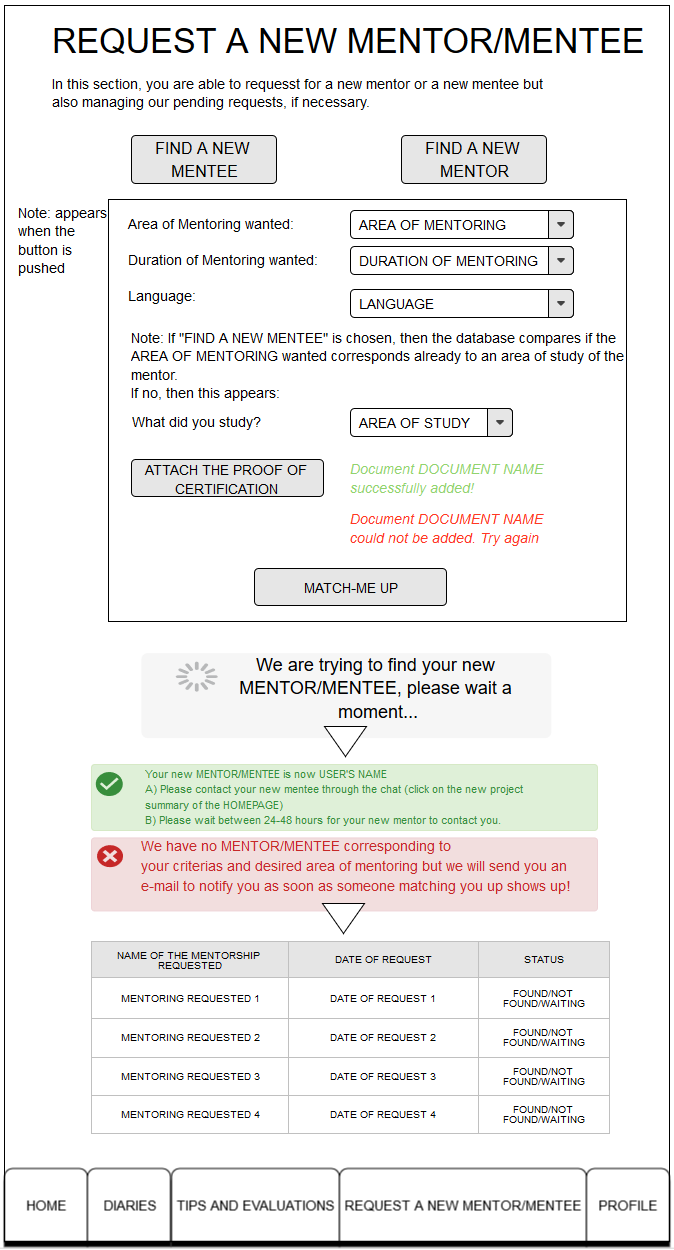 REQUEST A NEW MENTOR/MENTEE
In this section, you are able to requesst for a new mentor or a new mentee but
also managing our pending requests, if necessary.
FIND A NEW
MENTEE
FIND A NEW
MENTOR
Note: appears
when the
button is
pushed
Area of Mentoring wanted:
AREA OF MENTORING
Duration of Mentoring wanted:
DURATION OF MENTORING
Language:
LANGUAGE
Note: If "FIND A NEW MENTEE" is chosen, then the database compares if the
AREA OF MENTORING wanted corresponds already to an area of study of the
mentor.
If no, then this appears:
What did you study?
AREA OF STUDY
ATTACH THE PROOF OF
CERTIFICATION
Document DOCUMENT NAME
successfully added!
Document DOCUMENT NAME
could not be added. Try again
MATCH-ME UP
We are trying to find your new
MENTOR/MENTEE, please wait a
moment...
Your new MENTOR/MENTEE is now USER'S NAME
A) Please contact your new mentee through the chat (click on the new project
summary of the HOMEPAGE)
B) Please wait between 24-48 hours for your new mentor to contact you.
We have no MENTOR/MENTEE corresponding to
your criterias and desired area of mentoring but we will send you an
e-mail to notify you as soon as someone matching you up shows up!
NAME OF THE MENTORSHIP
REQUESTED
DATE OF REQUEST
STATUS
MENTORING REQUESTED 1
DATE OF REQUEST 1
FOUND/NOT
FOUND/WAITING
MENTORING REQUESTED 2
DATE OF REQUEST 2
FOUND/NOT
FOUND/WAITING
MENTORING REQUESTED 3
DATE OF REQUEST 3
FOUND/NOT
FOUND/WAITING
MENTORING REQUESTED 4
DATE OF REQUEST 4
FOUND/NOT
FOUND/WAITING
HOME
DIARIES
TIPS AND EVALUATIONS
REQUEST A NEW MENTOR/MENTEE
PROFILE